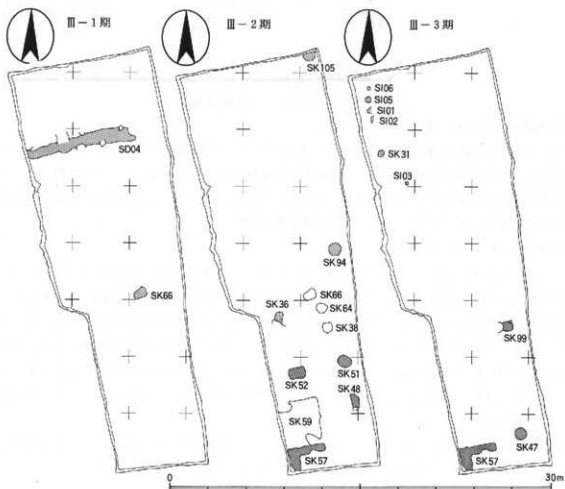 Ⅲ－1期
SD04
SK66
Ⅲ－2期
SK105
SK94
SK66
SK64
SK36
SK38
SK51
SK52
SK48
SK59
SK57
Ⅲ－3期
SI06
SI05
SI01
SI02
SK31
SI03
SK99
SK47
SK57
0
30m